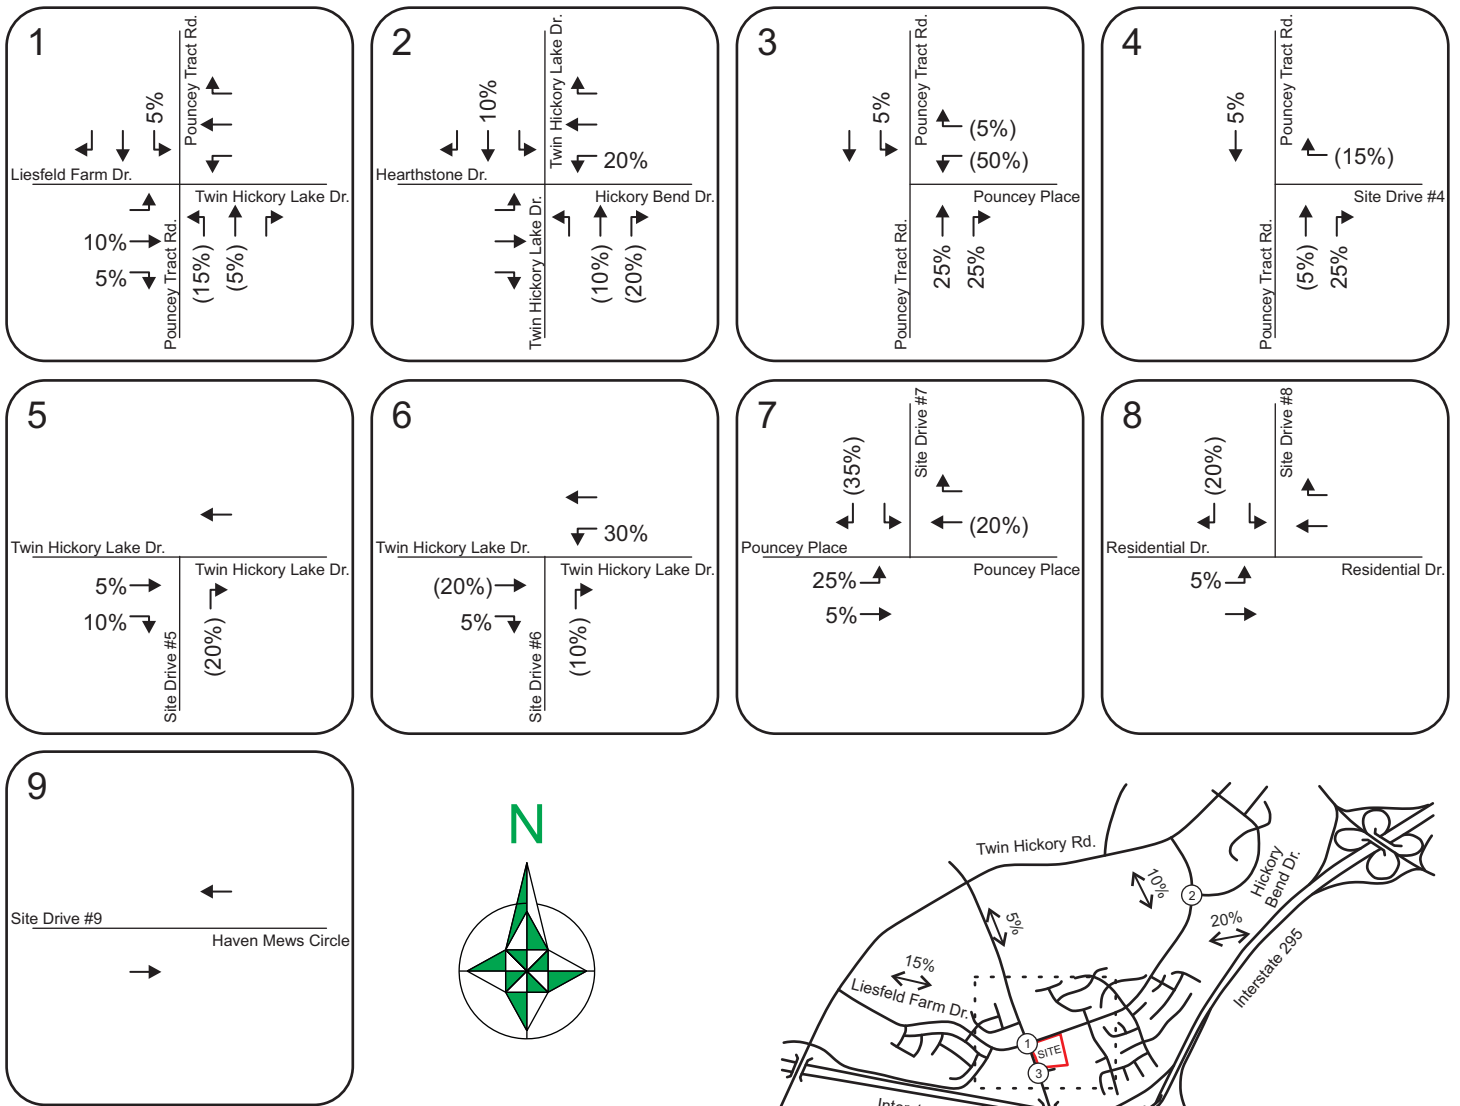 1
Pouncey Tract Rd.
5%
Liesfeld Farm Dr.
Twin Hickory Lake Dr.
10%
5%
Pouncey Tract Rd.
(15%)
(5%)
2
Twin Hickory Lake Dr.
10%
20%
Hearthstone Dr.
Hickory Bend Dr.
Twin Hickory Lake Dr.
(10%)
(20%)
3
Pouncey Tract Rd.
5%
(5%)
(50%)
Pouncey Place
Pouncey Tract Rd.
25%
25%
4
Pouncey Tract Rd.
5%
(15%)
Site Drive #4
Pouncey Tract Rd.
(5%)
25%
5
Twin Hickory Lake Dr.
Twin Hickory Lake Dr.
5%
10%
Site Drive #5
(20%)
6
30%
Twin Hickory Lake Dr.
Twin Hickory Lake Dr.
(20%)
5%
Site Drive #6
(10%)
7
Site Drive #7
(35%)
(20%)
Pouncey Place
Pouncey Place
25%
5%
8
Site Drive #8
(20%)
Residential Dr.
Residential Dr.
5%
9
Site Drive #9
Haven Mews Circle
N
Twin Hickory Rd.
10%
2
Hickory
Bend Dr.
5%
20%
Interstate 295
15%
Liesfeld Farm Dr.
1
SITE
3